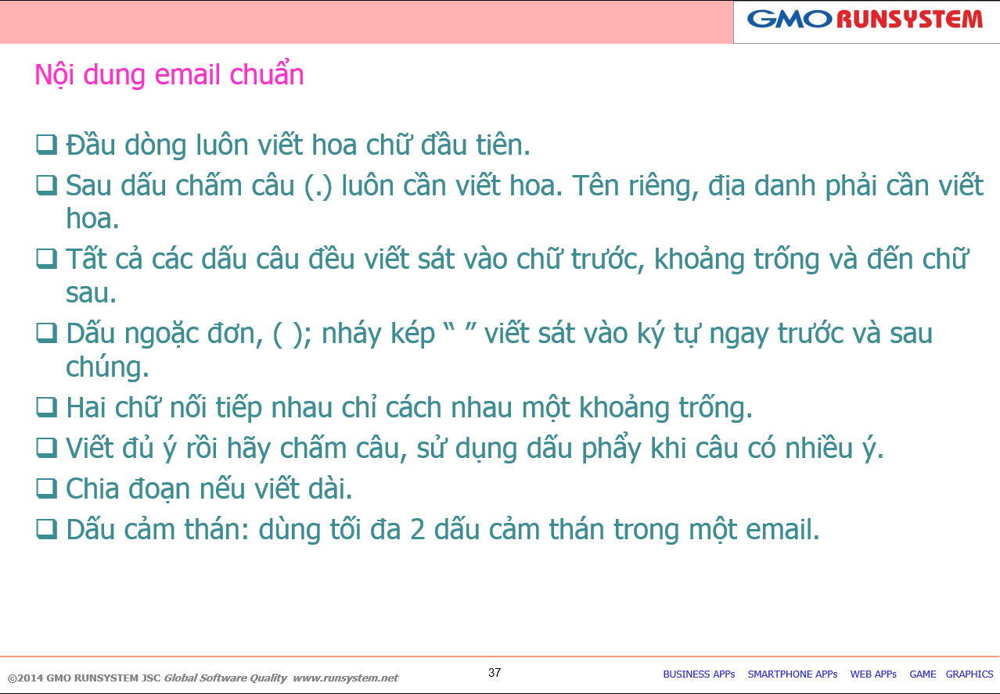 GMO RUNSYSTEM
Nội dung email chuẩn
❑ Đầu dòng luôn viết hoa chữ đầu tiên.
❑ Sau dấu chấm câu (.) luôn cần viết hoa. Tên riêng, địa danh phải cần viết
hoa.
❑ Tất cả các dấu câu đều viết sát vào chữ trước, khoảng trống và đến chữ
sau.
❑ Dấu ngoặc đơn, ( ); nháy kép “ ” viết sát vào ký tự ngay trước và sau
chúng.
❑ Hai chữ nối tiếp nhau chỉ cách nhau một khoảng trống.
❑ Viết đủ ý rồi hãy chấm câu, sử dụng dấu phẩy khi câu có nhiều ý.
❑ Chia đoạn nếu viết dài.
❑ Dấu cảm thán: dùng tối đa 2 dấu cảm thán trong một email.
©2014 GMO RUNSYSTEM JSC Global Software Quality www.runsystem.net
37
BUSINESS APPs SMARTPHONE APPs WEB APPs GAME GRAPHICS